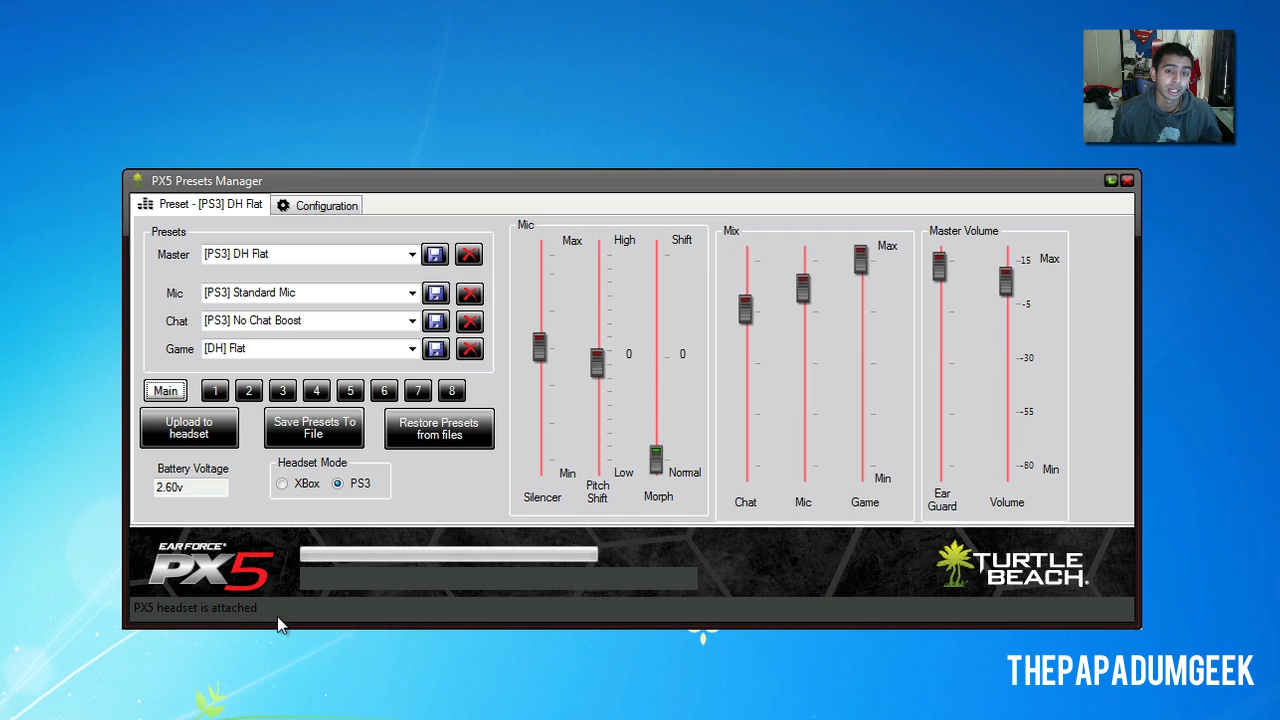 PX5 Presets Manager
Preset - [PS3] DH Flat
Configuration
Presets
Master
[PS3] DH Flat
Mic
[PS3] Standard Mic
Chat
[PS3] No Chat Boost
Game
[DH] Flat
Main
1
2
3
4
5
6
7
8
Upload to
headset
Save Presets To
File
Restore Presets
from files
Battery Voltage
2.60v
Headset Mode
XBox
PS3
Mic
Max
High
Shift
0
0
Min
Low
Normal
Silencer
Pitch
Shift
Morph
Mix
Max
Min
Chat
Mic
Game
Master Volume
-15
Max
-5
-30
-55
-80
Min
Ear
Guard
Volume
EAR FORCE
PX5
TURTLE
BEACH.
PX5 headset is attached
THEPAPADUMGEEK